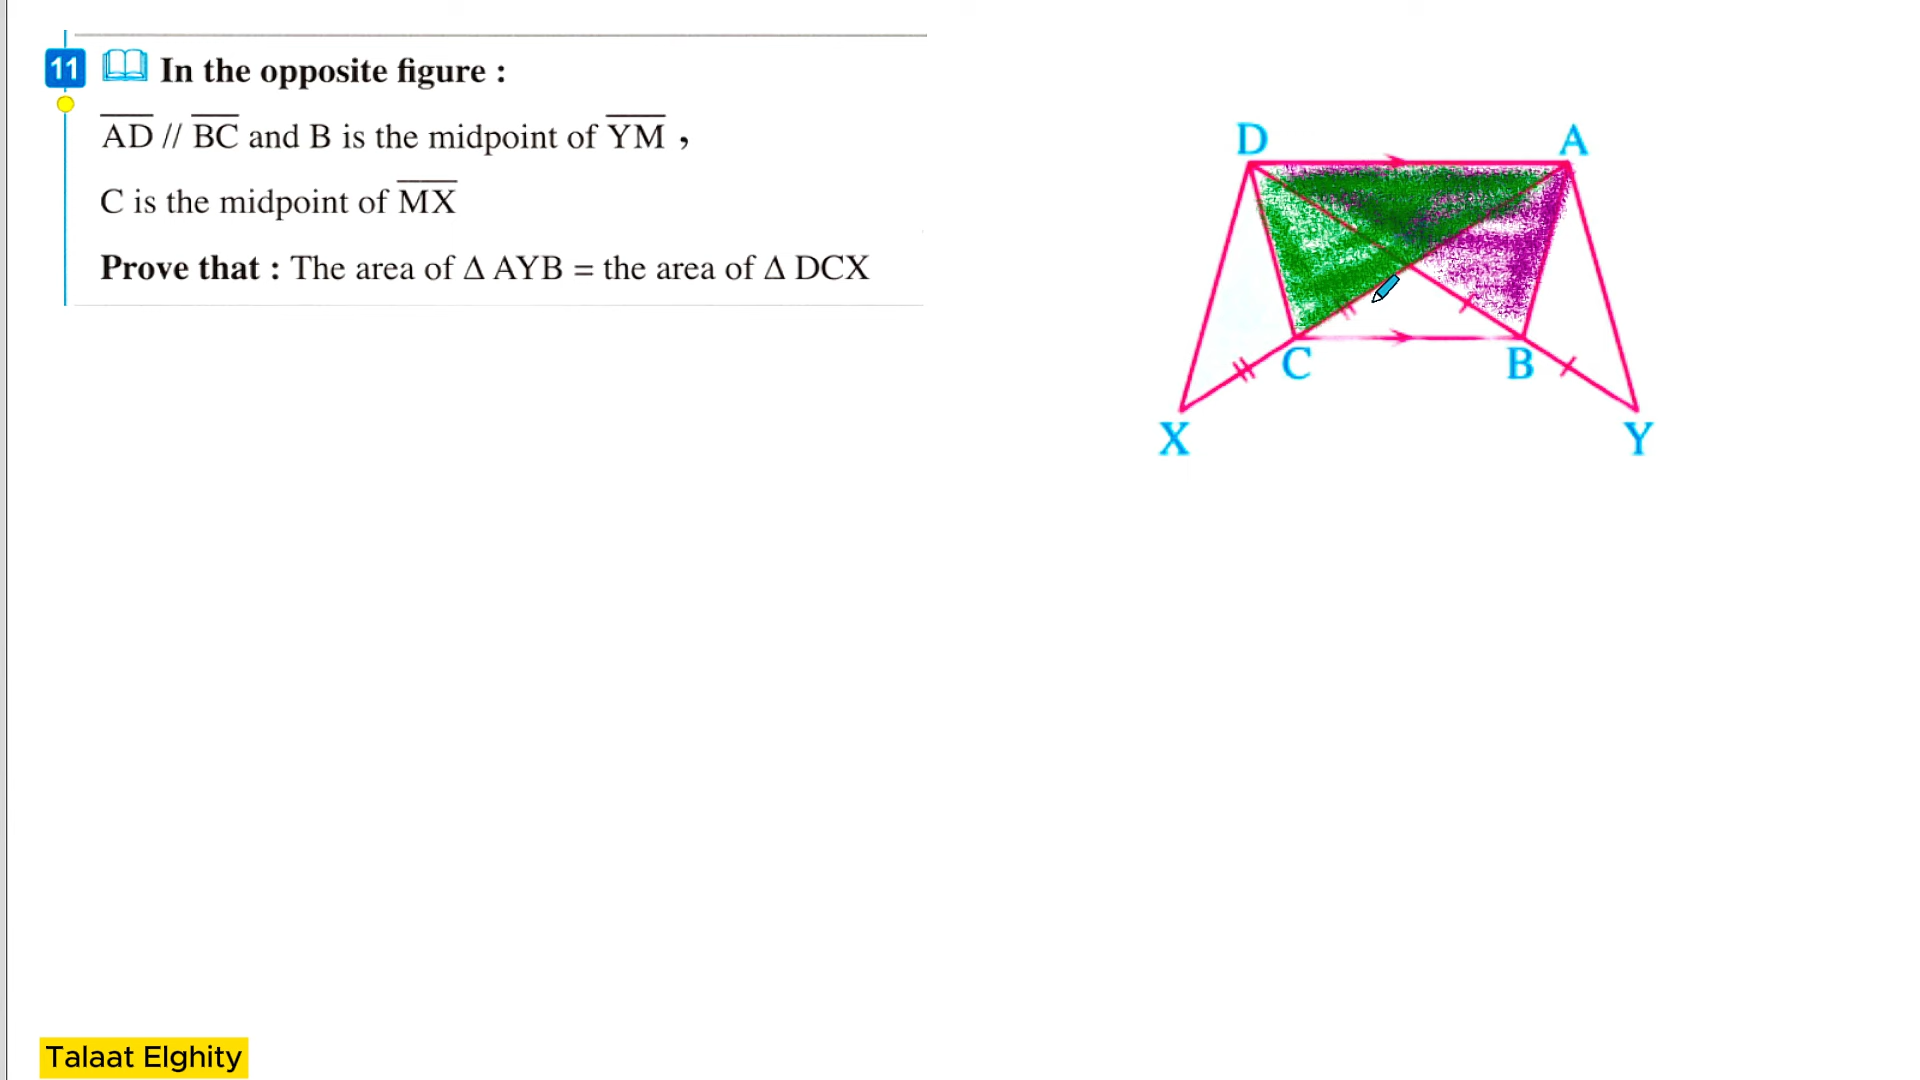 11 In the opposite figure :
AD // BC and B is the midpoint of YM ,
C is the midpoint of MX
Prove that : The area of Δ AYB = the area of Δ DCX
D A
C B
X Y
Talaat Elghity